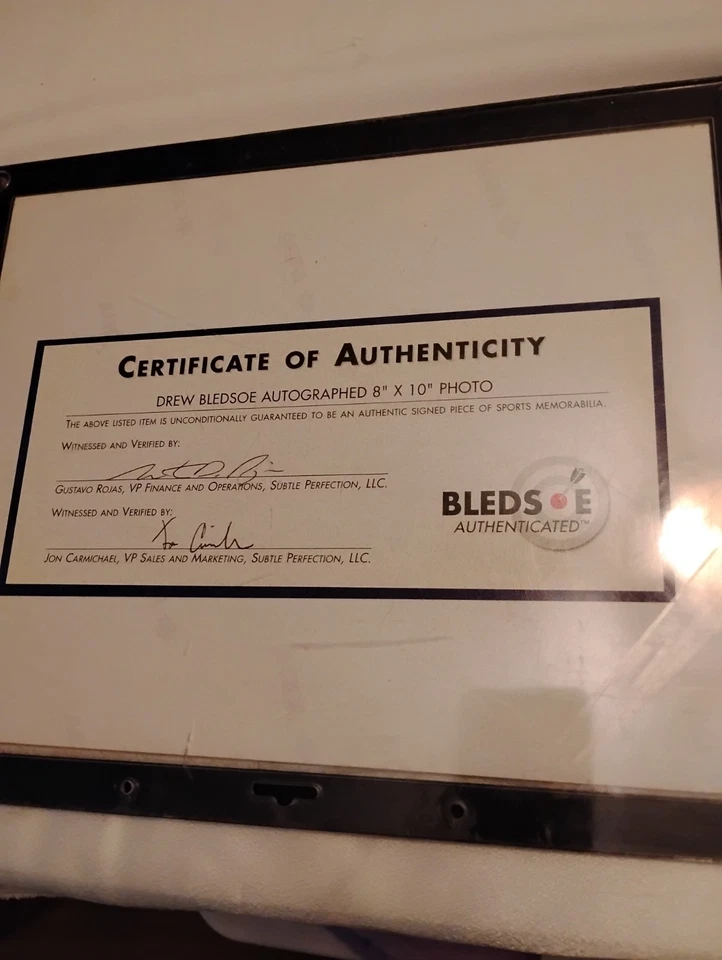 CERTIFICATE OF AUTHENTICITY
DREW BLEDSOE AUTOGRAPHED 8" X 10" PHOTO
THE ABOVE LISTED ITEM IS UNCONDITIONALLY GUARANTEED TO BE AN AUTHENTIC SIGNED PIECE OF SPORTS MEMORABILIA.
WITNESSED AND VERIFIED BY:
GUSTAVO ROJAS, VP FINANCE AND OPERATIONS, SUBTLE PERFECTION, LLC.
WITNESSED AND VERIFIED BY:
JON CARMICHAEL, VP SALES AND MARKETING, SUBTLE PERFECTION, LLC.
BLEDSOE
AUTHENTICATED™